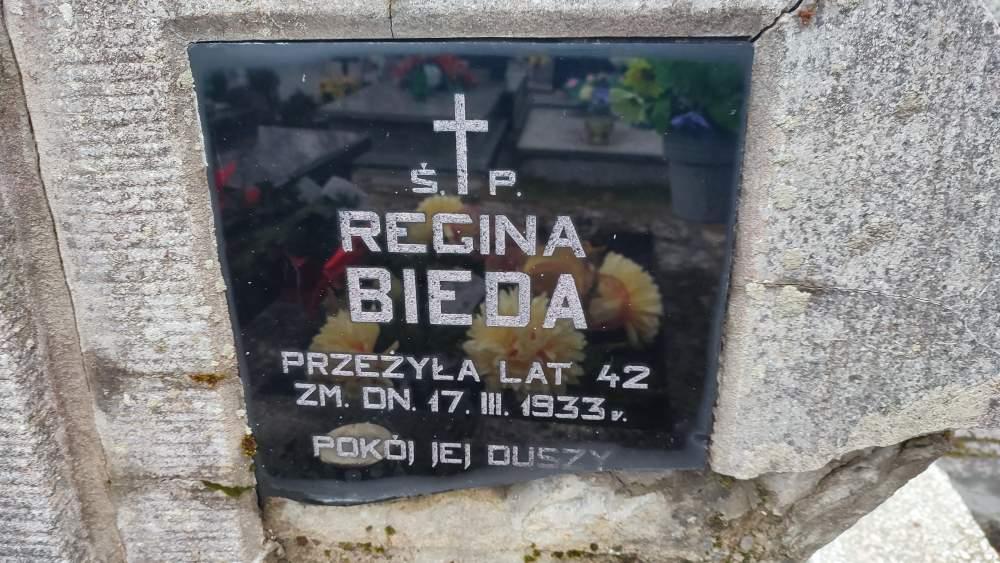 Ś. P.
REGINA
BIEDA
PRZEŻYŁA LAT 42
ZM. DN. 17. III. 1933 r.
POKÓJ JEJ DUSZY